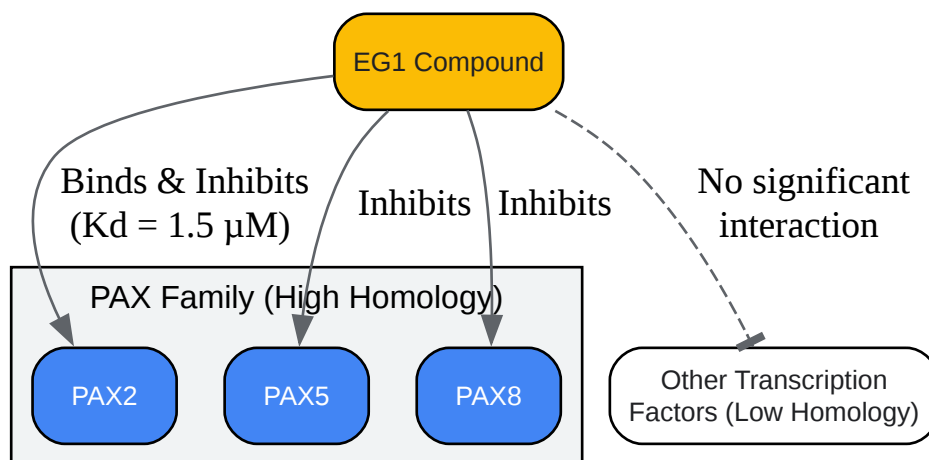 EG1 Compound
Binds & Inhibits
(Kd = 1.5 µM)
Inhibits
Inhibits
No significant
interaction
PAX Family (High Homology)
PAX2
PAX5
PAX8
Other Transcription
Factors (Low Homology)